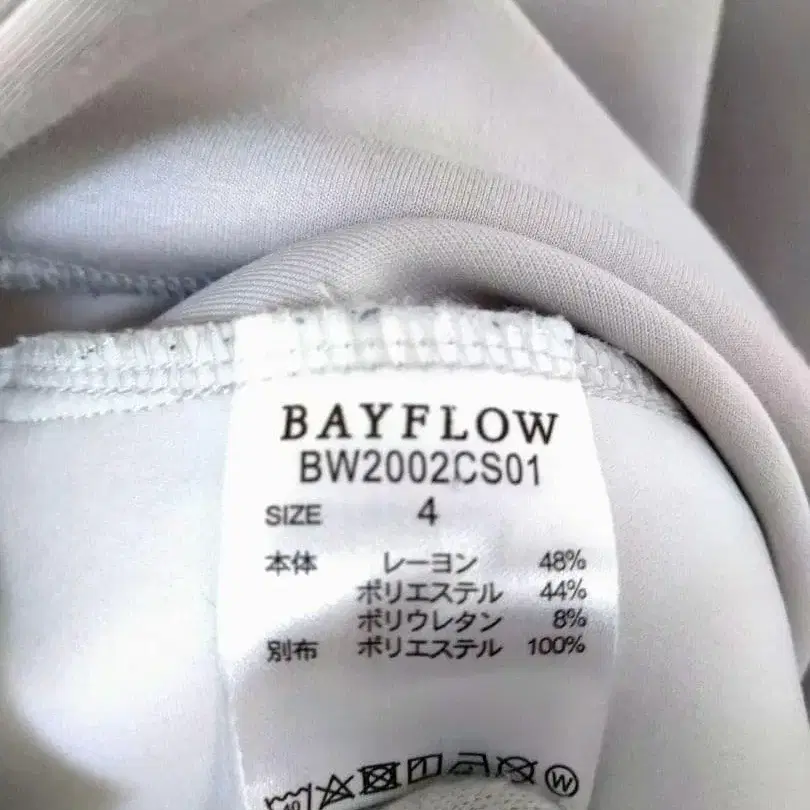 BAYFLOW
BW2002CS01
SIZE 4
本体 レーヨン 48%
ポリエステル 44%
ポリウレタン 8%
別布 ポリエステル 100%
40 W